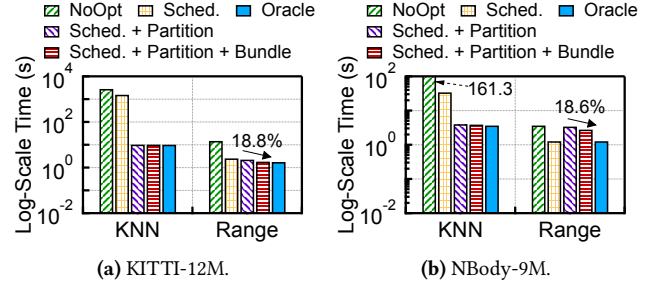 NoOpt Sched. Oracle
Sched. + Partition
Sched. + Partition + Bundle
Log-Scale Time (s)
10^4
10^2
10^0
10^-2
18.8%
KNN Range
(a) KITTI-12M.
NoOpt Sched. Oracle
Sched. + Partition
Sched. + Partition + Bundle
Log-Scale Time (s)
10^2
10^0
10^-2
161.3
18.6%
KNN Range
(b) NBody-9M.